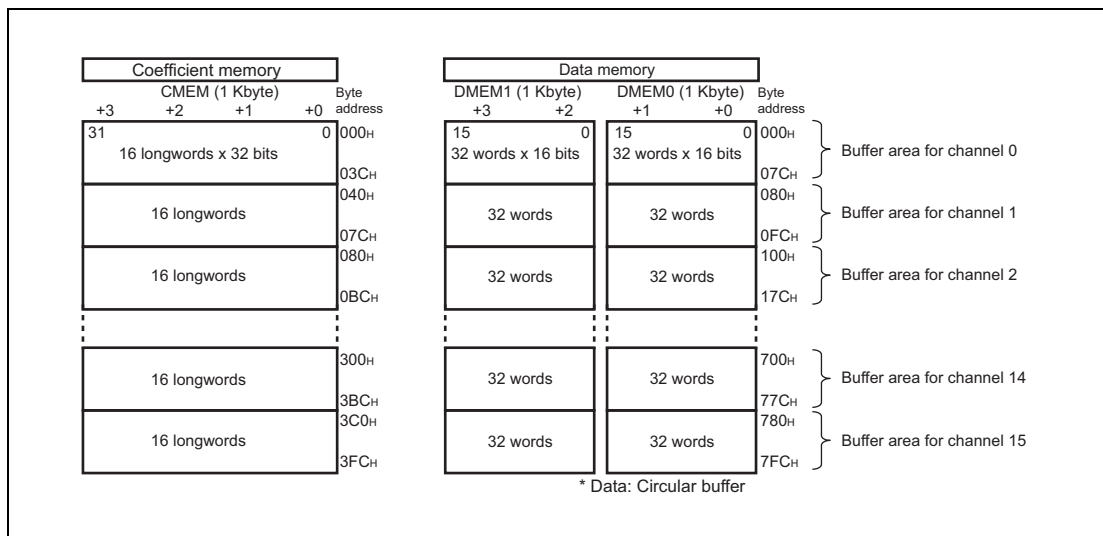 Coefficient memory
CMEM (1 Kbyte)
Byte address
+3 +2 +1 +0
31 0
16 longwords x 32 bits
000H
03CH
16 longwords
040H
07CH
16 longwords
080H
0BCH
16 longwords
300H
3BCH
16 longwords
3C0H
3FCH
Data memory
DMEM1 (1 Kbyte) DMEM0 (1 Kbyte)
Byte address
+3 +2 +1 +0
15 0 15 0
32 words x 16 bits 32 words x 16 bits
000H
07CH
Buffer area for channel 0
32 words 32 words
080H
0FCH
Buffer area for channel 1
32 words 32 words
100H
17CH
Buffer area for channel 2
32 words 32 words
700H
77CH
Buffer area for channel 14
32 words 32 words
780H
7FCH
Buffer area for channel 15
* Data: Circular buffer